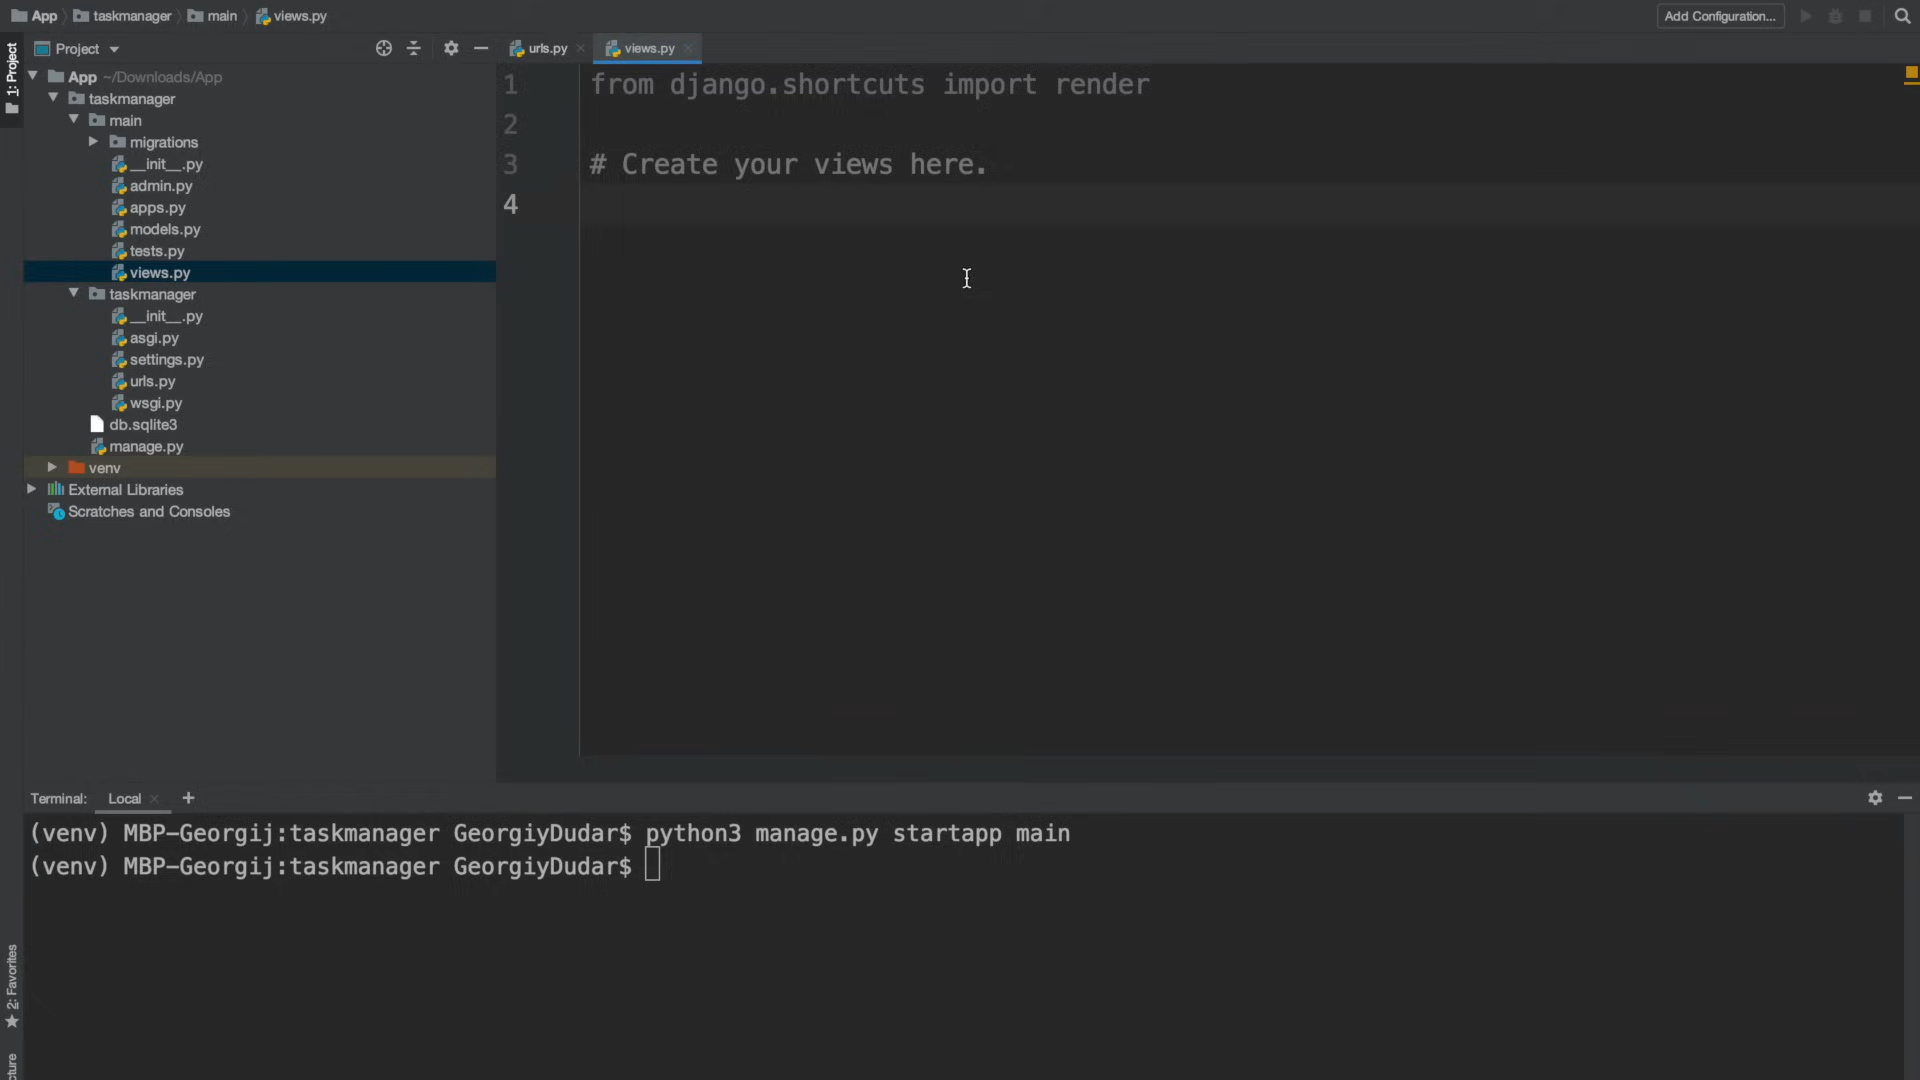 App taskmanager main views.py
Add Configuration...
1: Project
Project
urls.py
views.py
App ~/Downloads/App
taskmanager
main
migrations
__init__.py
admin.py
apps.py
models.py
tests.py
views.py
taskmanager
__init__.py
asgi.py
settings.py
urls.py
wsgi.py
db.sqlite3
manage.py
venv
External Libraries
Scratches and Consoles
1 from django.shortcuts import render
2
3 # Create your views here.
4
Terminal: Local +
(venv) MBP-Georgij:taskmanager GeorgiyDudar$ python3 manage.py startapp main
(venv) MBP-Georgij:taskmanager GeorgiyDudar$
2: Favorites